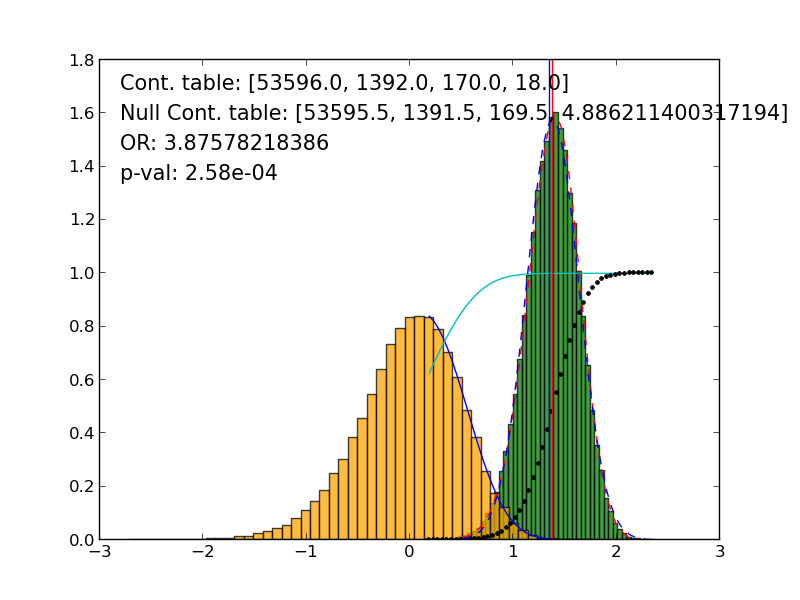 1.8
Cont. table: [53596.0, 1392.0, 170.0, 18.0]
1.6
Null Cont. table: [53595.5, 1391.5, 169.5, 4.886211400317194]
OR: 3.87578218386
1.4
p-val: 2.58e-04
1.2
1.0
0.8
0.6
0.4
0.2
0.0
−3 −2 −1 0 1 2 3